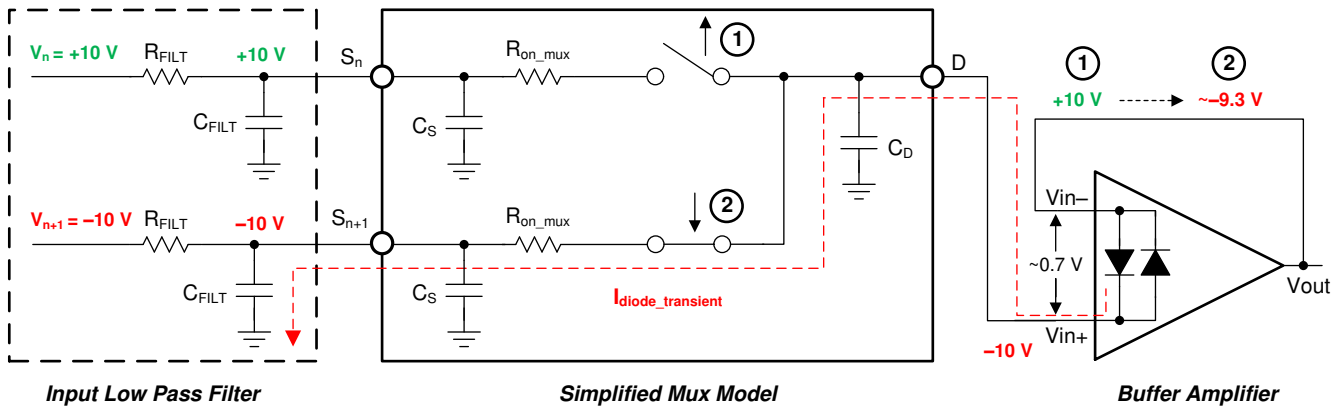 Vn = +10 V
RFILT
+10 V
Sn
Ron_mux
1
D
1
2
+10 V
~–9.3 V
CFILT
CS
CD
Vn+1 = –10 V
RFILT
–10 V
Sn+1
Ron_mux
2
Vin–
~0.7 V
Vout
CFILT
CS
Idiode_transient
Vin+
–10 V
Input Low Pass Filter
Simplified Mux Model
Buffer Amplifier